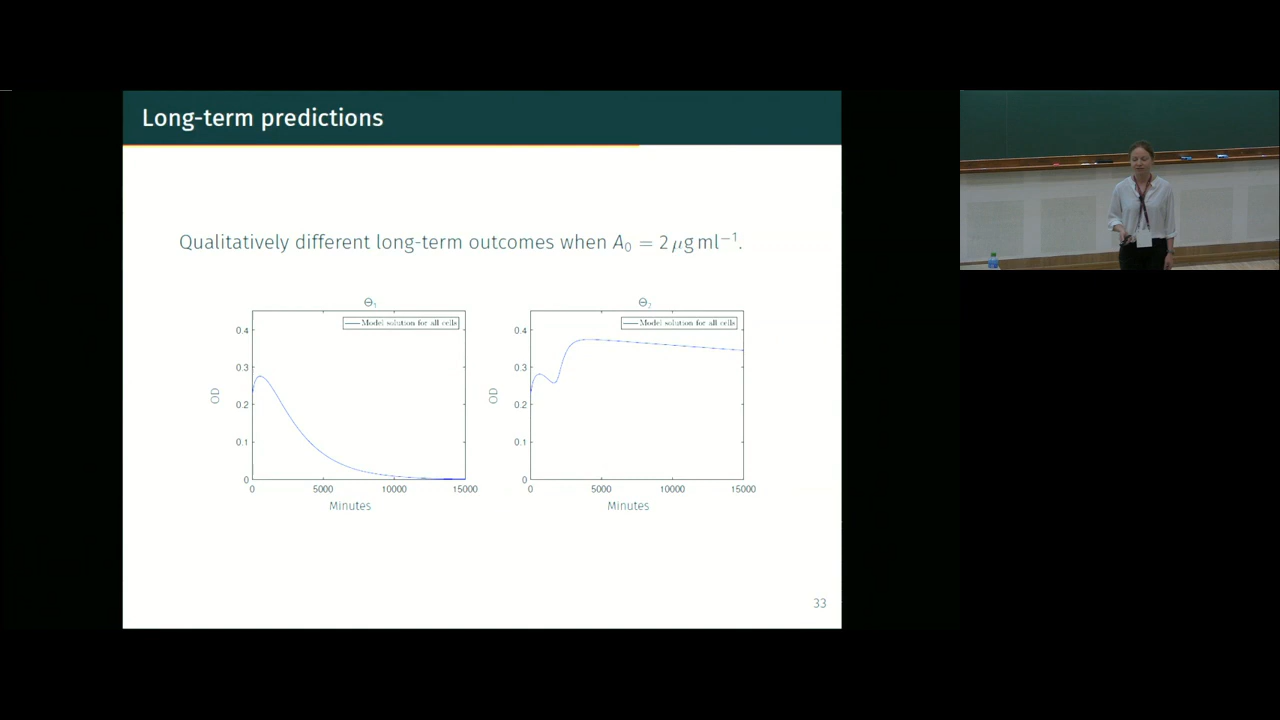 Long-term predictions
Qualitatively different long-term outcomes when A₀ = 2 μg ml⁻¹.
Θ₁
Model solution for all cells
0.4
0.3
0.2
0.1
0
OD
0
5000
10000
15000
Minutes
Θ₂
Model solution for all cells
0.4
0.3
0.2
0.1
0
OD
0
5000
10000
15000
Minutes
33